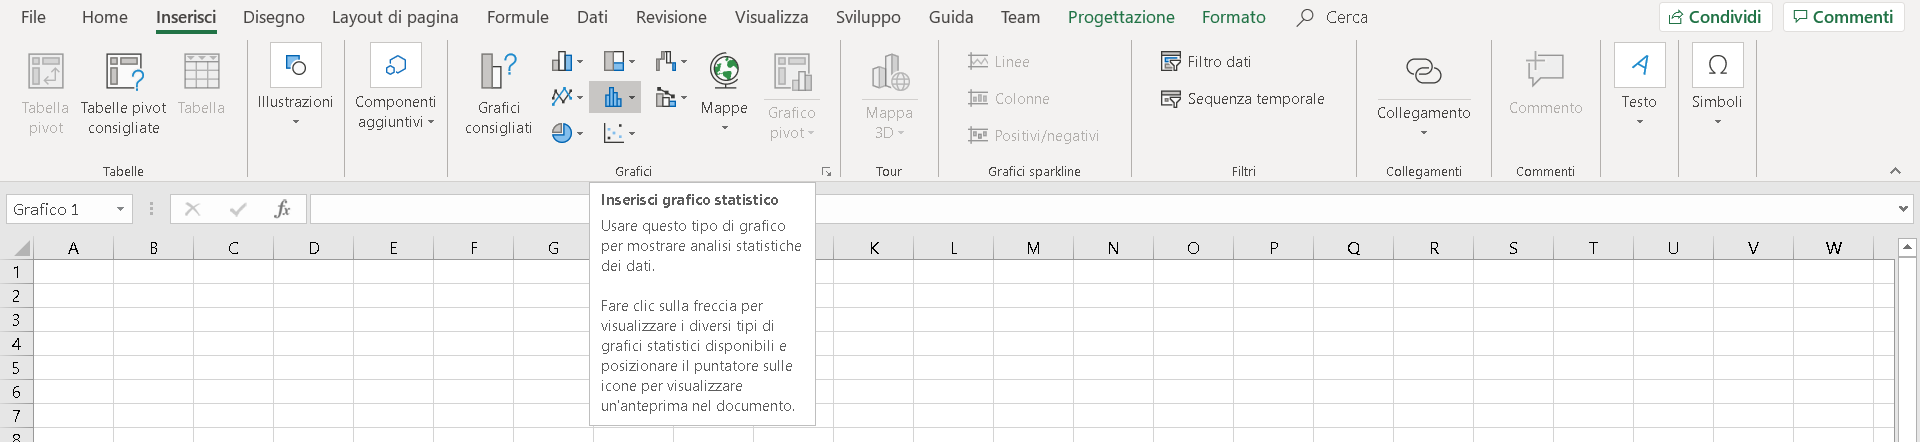 File Home Inserisci Disegno Layout di pagina Formule Dati Revisione Visualizza Sviluppo Guida Team Progettazione Formato Cerca Condividi Commenti
Tabella pivot
Tabelle pivot consigliate
Tabella
Illustrazioni
Componenti aggiuntivi
Grafici consigliati
Mappe
Grafico pivot
Mappa 3D
Linee
Colonne
Positivi/negativi
Filtro dati
Sequenza temporale
Collegamento
Commento
Testo
Simboli
Tabelle Grafici Tour Grafici sparkline Filtri Collegamenti Commenti
Grafico 1 fx
A B C D E F G K L M N O P Q R S T U V W
1
2
3
4
5
6
7
8
Inserisci grafico statistico
Usare questo tipo di grafico
per mostrare analisi statistiche
dei dati.
Fare clic sulla freccia per
visualizzare i diversi tipi di
grafici statistici disponibili e
posizionare il puntatore sulle
icone per visualizzare
un'anteprima nel documento.